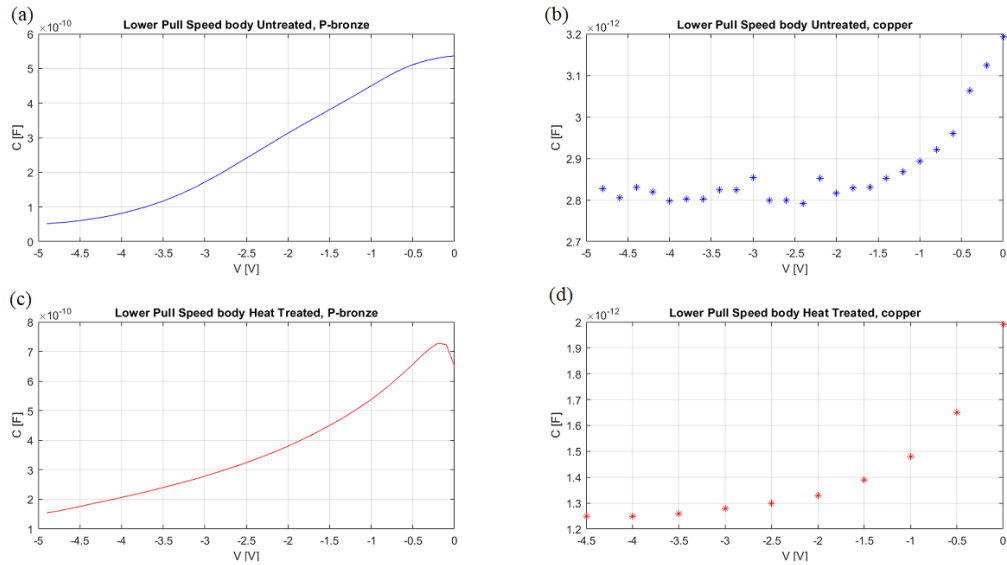 (a)
Lower Pull Speed body Untreated, P-bronze
×10⁻¹⁰
6
5
4
3
2
1
0
C [F]
-5 -4.5 -4 -3.5 -3 -2.5 -2 -1.5 -1 -0.5 0
V [V]
(b)
Lower Pull Speed body Untreated, copper
×10⁻¹²
3.2
3.1
3
2.9
2.8
2.7
C [F]
-5 -4.5 -4 -3.5 -3 -2.5 -2 -1.5 -1 -0.5 0
V [V]
(c)
Lower Pull Speed body Heat Treated, P-bronze
×10⁻¹⁰
8
7
6
5
4
3
2
1
C [F]
-5 -4.5 -4 -3.5 -3 -2.5 -2 -1.5 -1 -0.5 0
V [V]
(d)
Lower Pull Speed body Heat Treated, copper
×10⁻¹²
2
1.9
1.8
1.7
1.6
1.5
1.4
1.3
1.2
C [F]
-4.5 -4 -3.5 -3 -2.5 -2 -1.5 -1 -0.5 0
V [V]